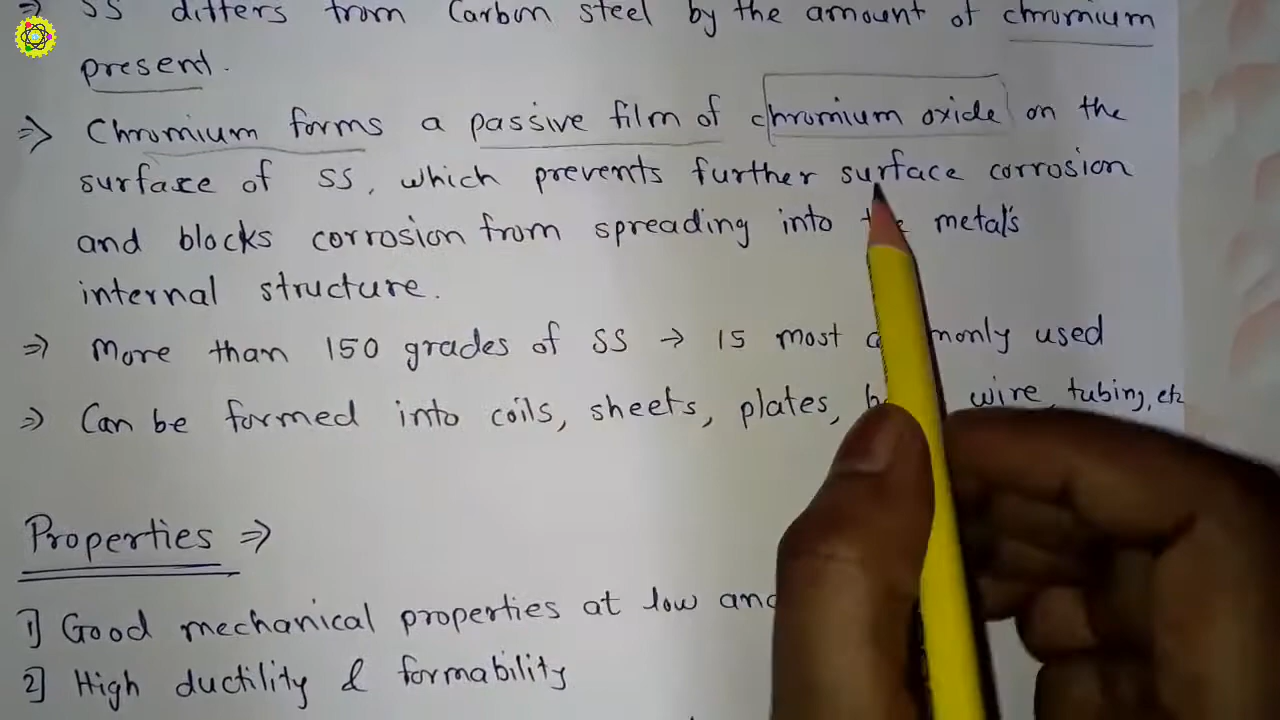 ⇒ SS differs from Carbon steel by the amount of chromium
present.
⇒ Chromium forms a passive film of chromium oxide on the
surface of SS, which prevents further surface corrosion
and blocks corrosion from spreading into the metal's
internal structure.
⇒ More than 150 grades of SS → 15 most commonly used
⇒ Can be formed into coils, sheets, plates, wire, tubing, etc
Properties ⇒
1] Good mechanical properties at low and
2] High ductility & formability